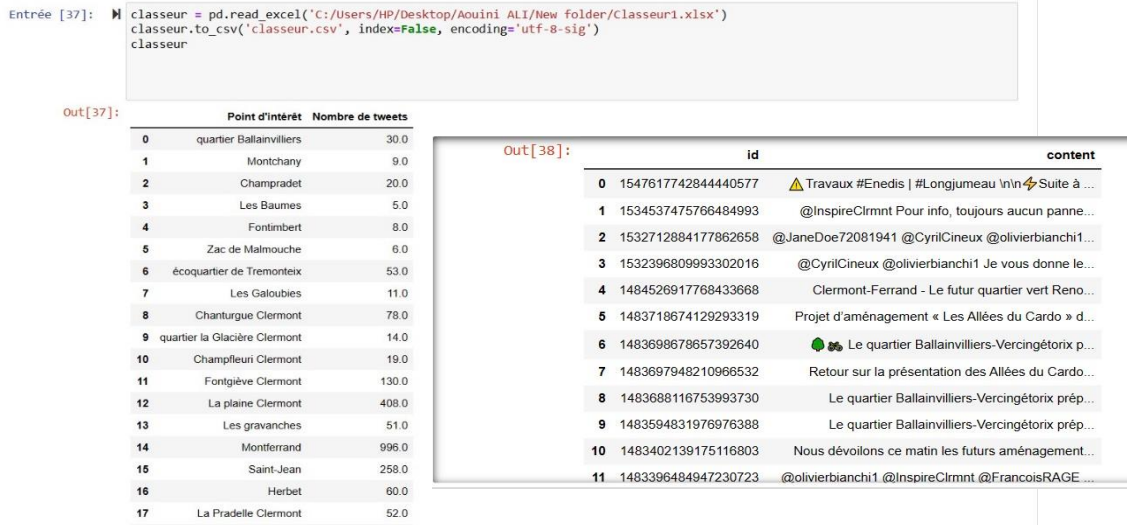 Entrée [37]: classeur = pd.read_excel('C:/Users/HP/Desktop/Aouini ALI/New folder/Classeur1.xlsx')
classeur.to_csv('classeur.csv', index=False, encoding='utf-8-sig')
classeur
Out[37]:
Point d'intérêt Nombre de tweets
0 quartier Ballainvilliers 30.0
1 Montchany 9.0
2 Champradet 20.0
3 Les Baumes 5.0
4 Fontimbert 8.0
5 Zac de Malmouche 6.0
6 écoquartier de Tremonteix 53.0
7 Les Galoubies 11.0
8 Chanturgue Clermont 78.0
9 quartier la Glacière Clermont 14.0
10 Champfleuri Clermont 19.0
11 Fontgiève Clermont 130.0
12 La plaine Clermont 408.0
13 Les gravanches 51.0
14 Montferrand 996.0
15 Saint-Jean 258.0
16 Herbet 60.0
17 La Pradelle Clermont 52.0
Out[38]:
id content
0 1547617742844440577 ⚠Travaux #Enedis | #Longjumeau \n\n⚡Suite à ...
1 1534537475766484993 @InspireClrmnt Pour info, toujours aucun panne...
2 1532712884177862658 @JaneDoe72081941 @CyrilCineux @olivierbianchi1...
3 1532396809993302016 @CyrilCineux @olivierbianchi1 Je vous donne le...
4 1484526917768433668 Clermont-Ferrand - Le futur quartier vert Reno...
5 1483718674129293319 Projet d'aménagement « Les Allées du Cardo » d...
6 1483698678657392640 🌳🚲 Le quartier Ballainvilliers-Vercingétorix p...
7 1483697948210966532 Retour sur la présentation des Allées du Cardo...
8 1483688116753993730 Le quartier Ballainvilliers-Vercingétorix prép...
9 1483594831976976388 Le quartier Ballainvilliers-Vercingétorix prép...
10 1483402139175116803 Nous dévoilons ce matin les futurs aménagement...
11 1483396484947230723 @olivierbianchi1 @InspireClrmnt @FrancoisRAGE ...